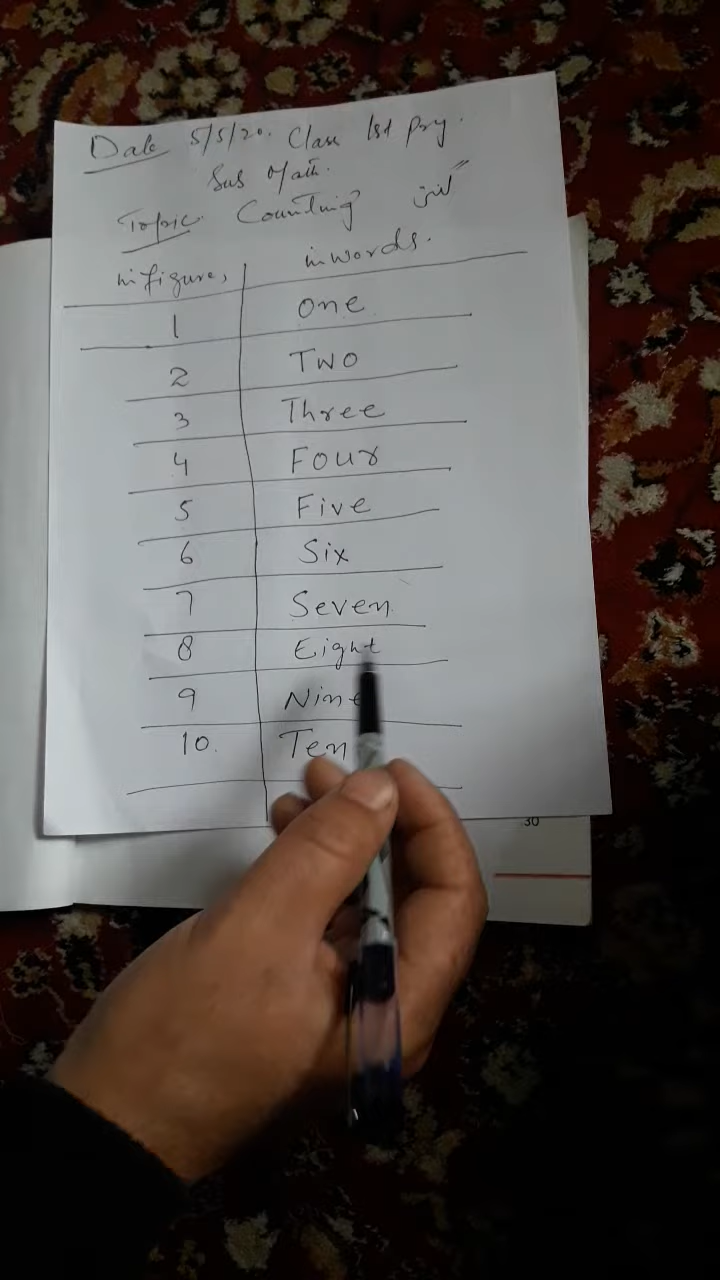 Date 5/5/20. Class 1st Pry.
Sub Math.
Topic. Counting گنتی
in figures, in words.
1 One
2 Two
3 Three
4 Four
5 Five
6 Six
7 Seven
8 Eight
9 Nine
10. Ten
30